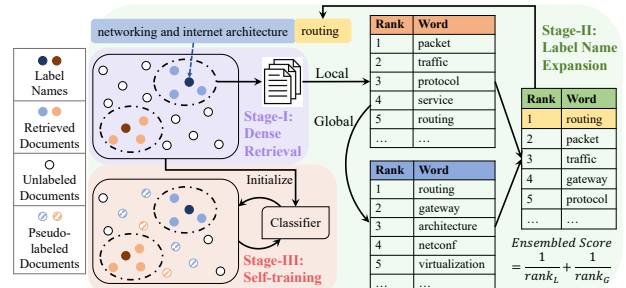 networking and internet architecture routing
Label
Names
Retrieved
Documents
Unlabeled
Documents
Pseudo-
labeled
Documents
Stage-I:
Dense
Retrieval
Initialize
Classifier
Stage-III:
Self-training
Local
Global
Rank Word
1 packet
2 traffic
3 protocol
4 service
5 routing
... ...
Rank Word
1 routing
2 gateway
3 architecture
4 netconf
5 virtualization
... ...
Stage-II:
Label Name
Expansion
Rank Word
1 routing
2 packet
3 traffic
4 gateway
5 protocol
... ...
Ensembled Score
= 1/rank_L + 1/rank_G